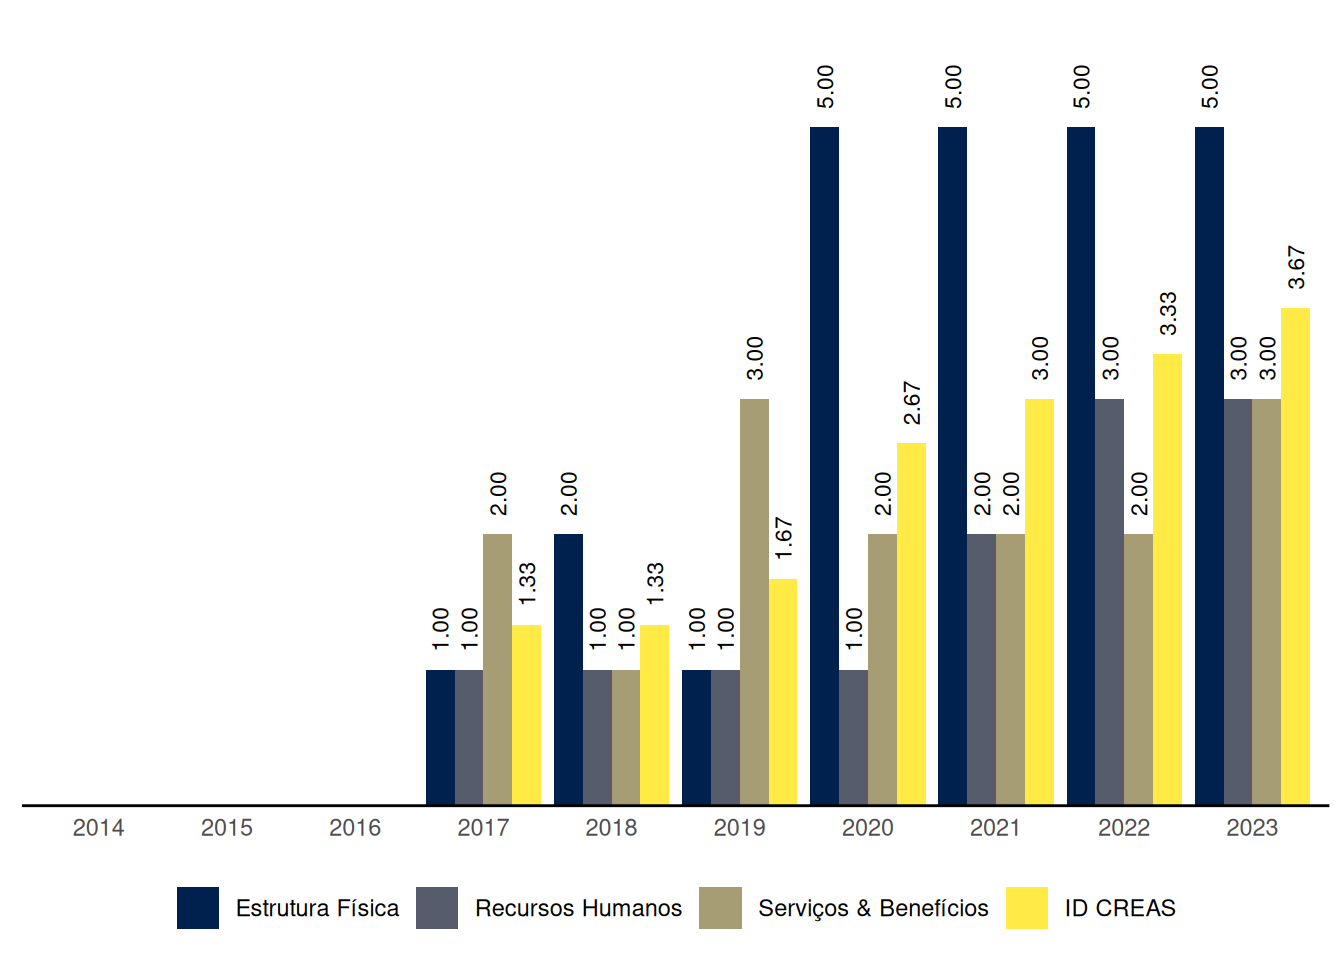 5.00 5.00 5.00 5.00
3.67
3.33
3.00 3.00 3.00 3.00 3.00
2.67
2.00 2.00 2.00 2.00 2.00 2.00
1.67
1.33 1.33
1.00 1.00 1.00 1.00 1.00 1.00 1.00
2014 2015 2016 2017 2018 2019 2020 2021 2022 2023
Estrutura Física Recursos Humanos Serviços & Benefícios ID CREAS